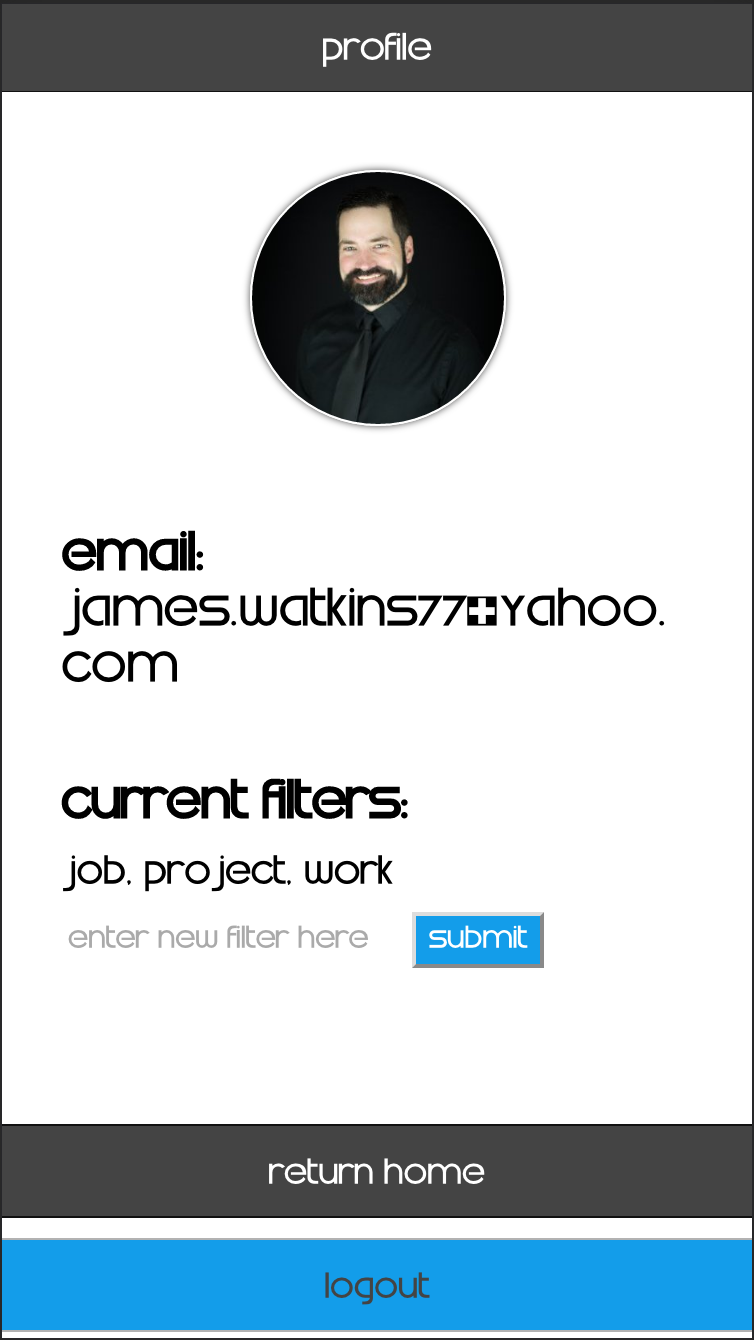 profile
email:
james.watkins77@yahoo.
com
current filters:
job, project, work
enter new filter here submit
return home
logout